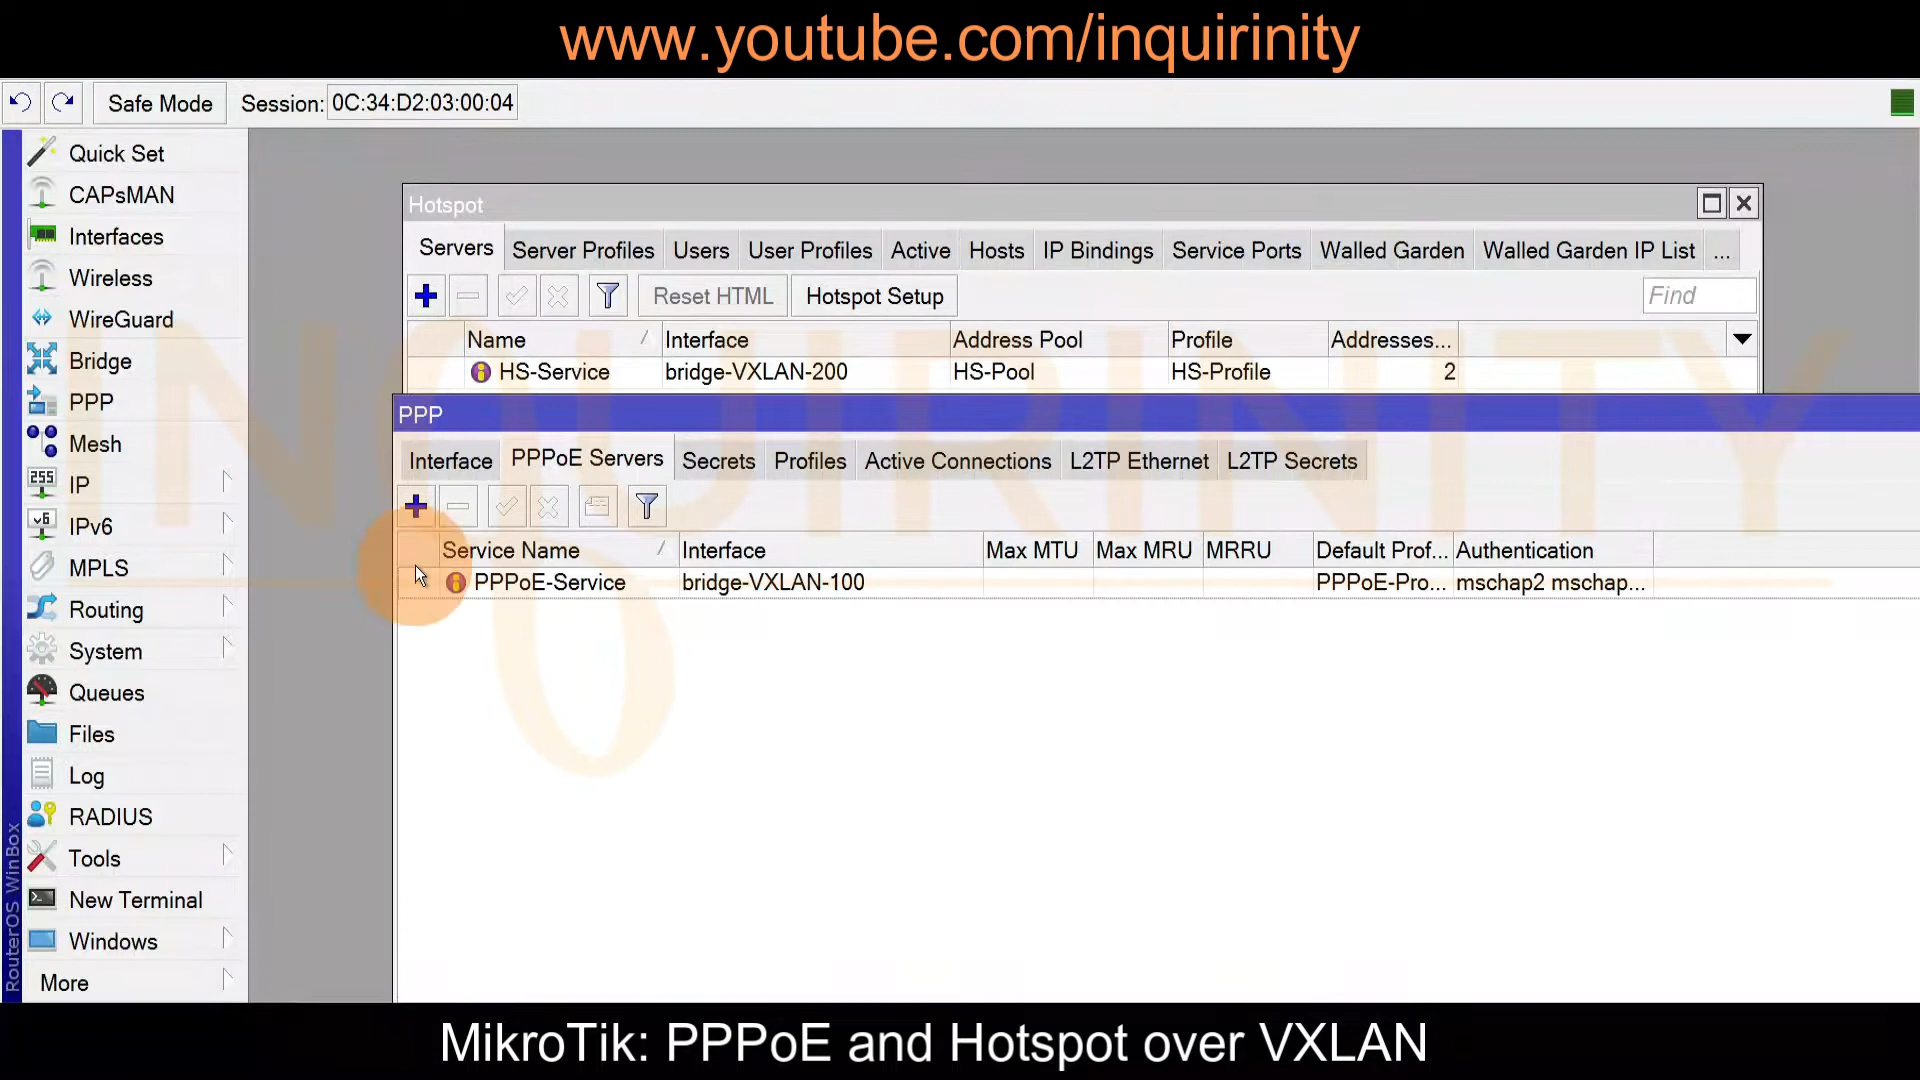 www.youtube.com/inquirinity
Safe Mode Session: 0C:34:D2:03:00:04
Quick Set
CAPsMAN
Interfaces
Wireless
WireGuard
Bridge
PPP
Mesh
255 IP
v6 IPv6
MPLS
Routing
System
Queues
Files
Log
RADIUS
Tools
New Terminal
Windows
More
RouterOS WinBox
Hotspot
Servers Server Profiles Users User Profiles Active Hosts IP Bindings Service Ports Walled Garden Walled Garden IP List ...
Reset HTML Hotspot Setup Find
Name Interface Address Pool Profile Addresses...
HS-Service bridge-VXLAN-200 HS-Pool HS-Profile 2
PPP
Interface PPPoE Servers Secrets Profiles Active Connections L2TP Ethernet L2TP Secrets
Service Name Interface Max MTU Max MRU MRRU Default Prof... Authentication
PPPoE-Service bridge-VXLAN-100 PPPoE-Pro... mschap2 mschap...
INQUIRINITY
MikroTik: PPPoE and Hotspot over VXLAN